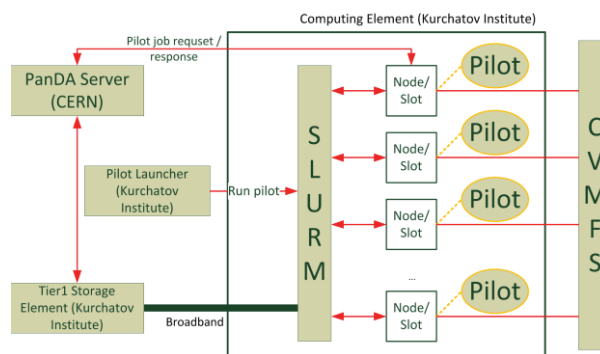 Computing Element (Kurchatov Institute)
Pilot job requset /
response
PanDA Server
(CERN)
Pilot Launcher
(Kurchatov
Institute)
Run pilot
Tier1 Storage
Element (Kurchatov
Institute)
Broadband
S
L
U
R
M
Node/
Slot
Pilot
Node/
Slot
Pilot
Node/
Slot
Pilot
...
Node/
Slot
Pilot
C
V
M
F
S